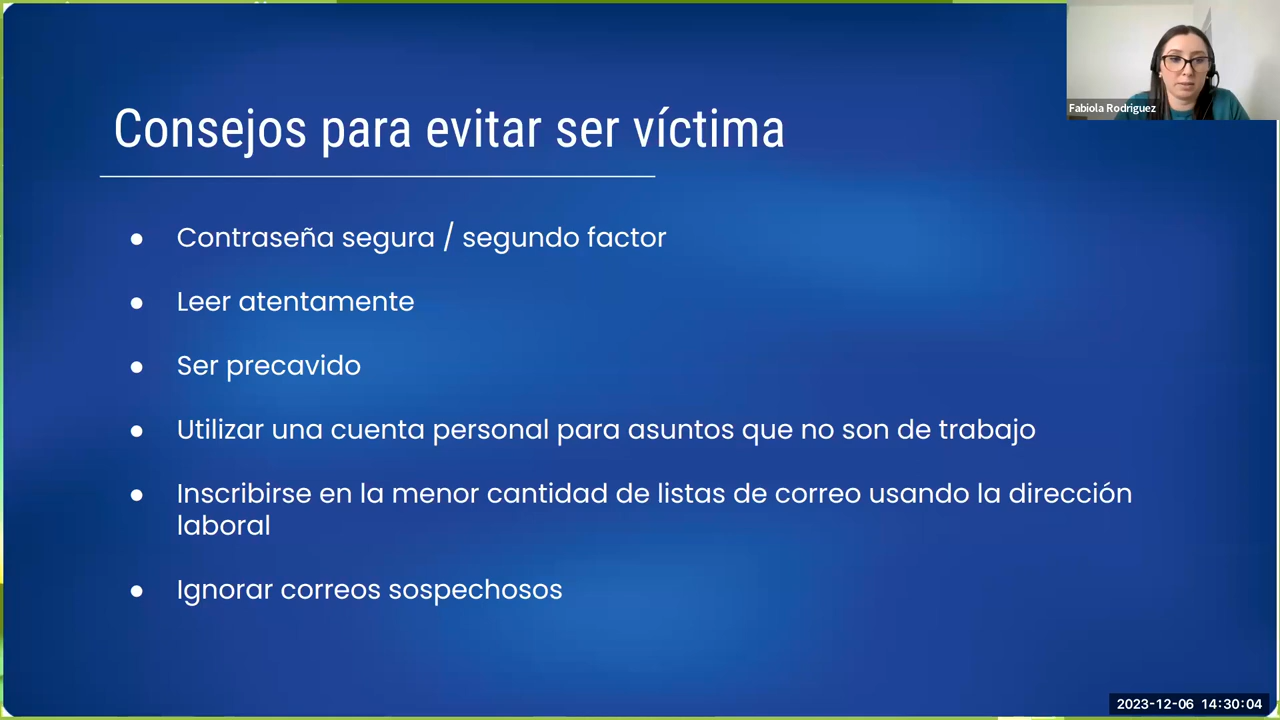 Consejos para evitar ser víctima
Fabiola Rodriguez
● Contraseña segura / segundo factor
● Leer atentamente
● Ser precavido
● Utilizar una cuenta personal para asuntos que no son de trabajo
● Inscribirse en la menor cantidad de listas de correo usando la dirección
laboral
● Ignorar correos sospechosos
2023-12-06 14:30:04